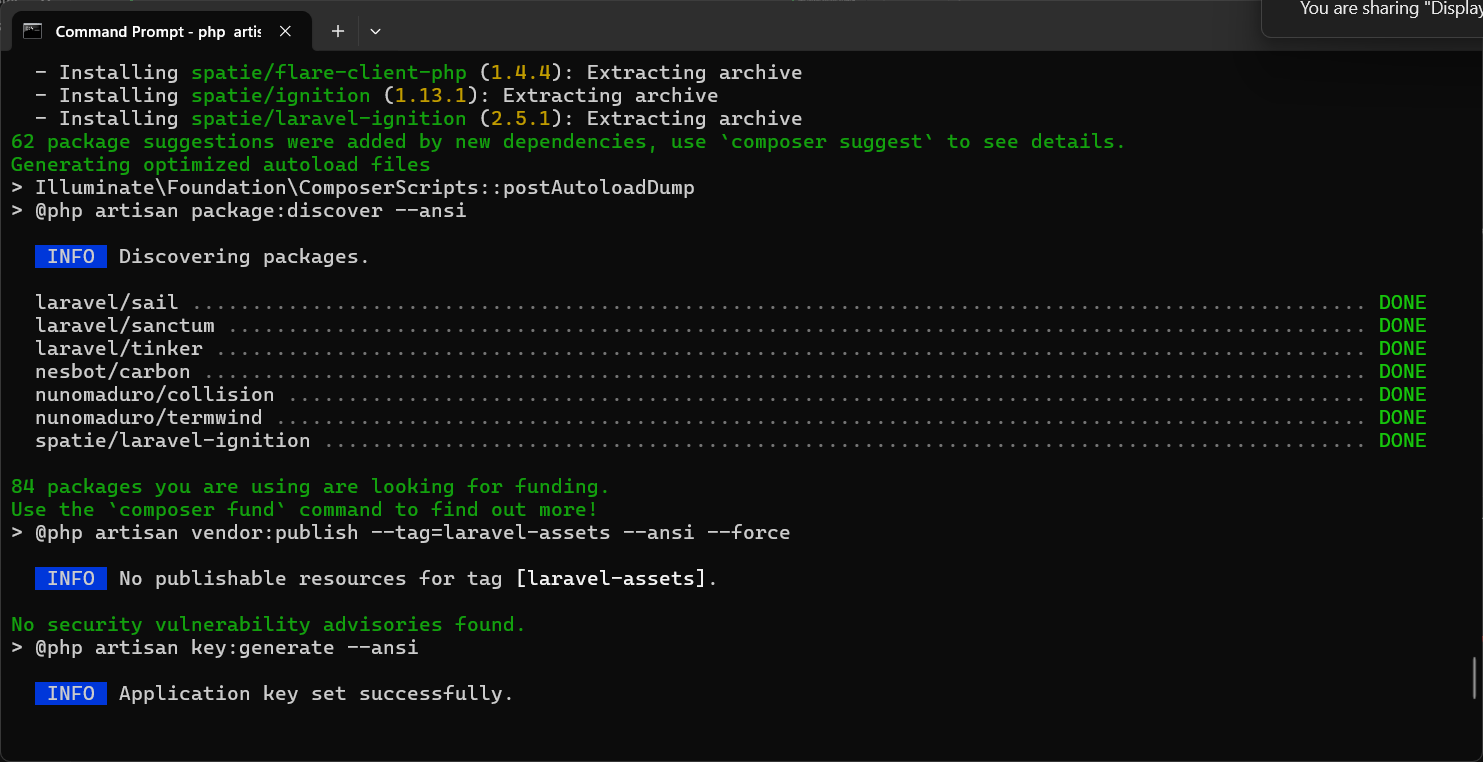 You are sharing "Display
Command Prompt - php artis
- Installing spatie/flare-client-php (1.4.4): Extracting archive
- Installing spatie/ignition (1.13.1): Extracting archive
- Installing spatie/laravel-ignition (2.5.1): Extracting archive
62 package suggestions were added by new dependencies, use `composer suggest` to see details.
Generating optimized autoload files
> Illuminate\Foundation\ComposerScripts::postAutoloadDump
> @php artisan package:discover --ansi
INFO Discovering packages.
laravel/sail .................................................................................................. DONE
laravel/sanctum ............................................................................................... DONE
laravel/tinker ................................................................................................ DONE
nesbot/carbon ................................................................................................. DONE
nunomaduro/collision .......................................................................................... DONE
nunomaduro/termwind ........................................................................................... DONE
spatie/laravel-ignition ....................................................................................... DONE
84 packages you are using are looking for funding.
Use the `composer fund` command to find out more!
> @php artisan vendor:publish --tag=laravel-assets --ansi --force
INFO No publishable resources for tag [laravel-assets].
No security vulnerability advisories found.
> @php artisan key:generate --ansi
INFO Application key set successfully.